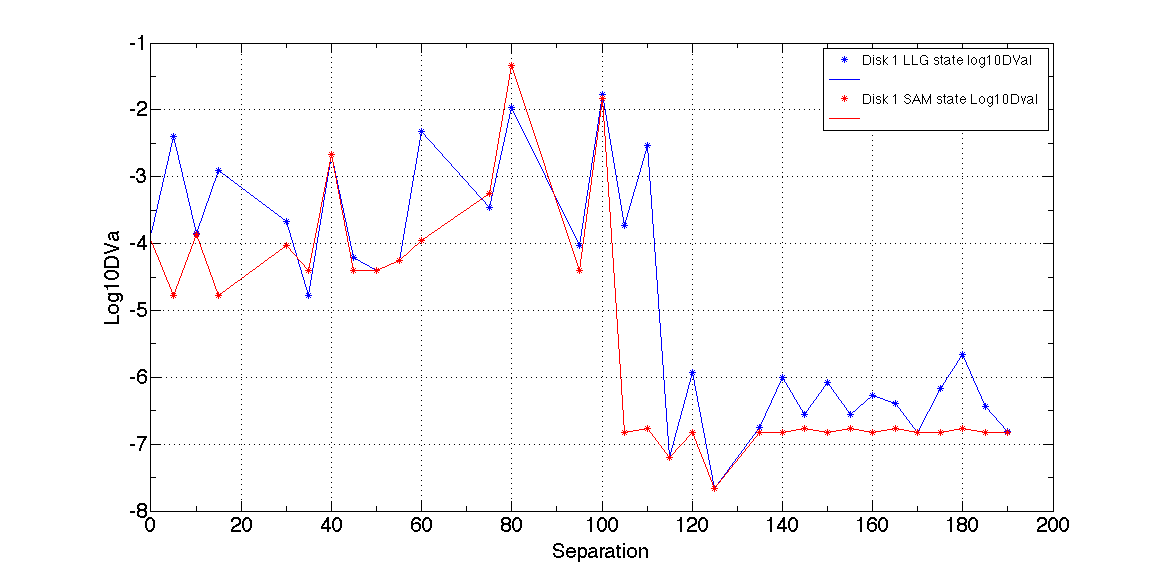 -1
-2
-3
-4
-5
-6
-7
-8
Log10DVa
Disk 1 LLG state log10DVal
Disk 1 SAM state Log10Dval
0 20 40 60 80 100 120 140 160 180 200
Separation